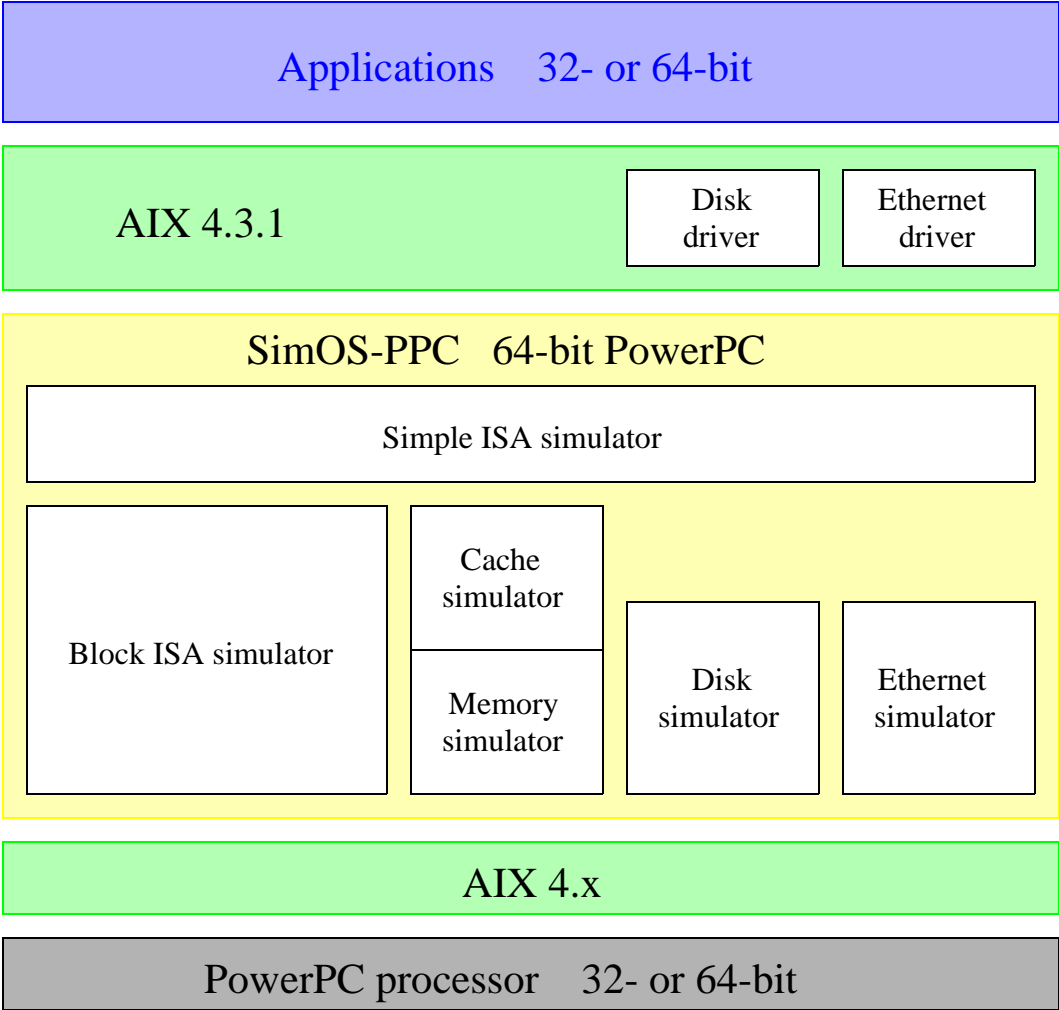 Applications 32- or 64-bit
AIX 4.3.1
Disk
driver
Ethernet
driver
SimOS-PPC 64-bit PowerPC
Simple ISA simulator
Block ISA simulator
Cache
simulator
Memory
simulator
Disk
simulator
Ethernet
simulator
AIX 4.x
PowerPC processor 32- or 64-bit